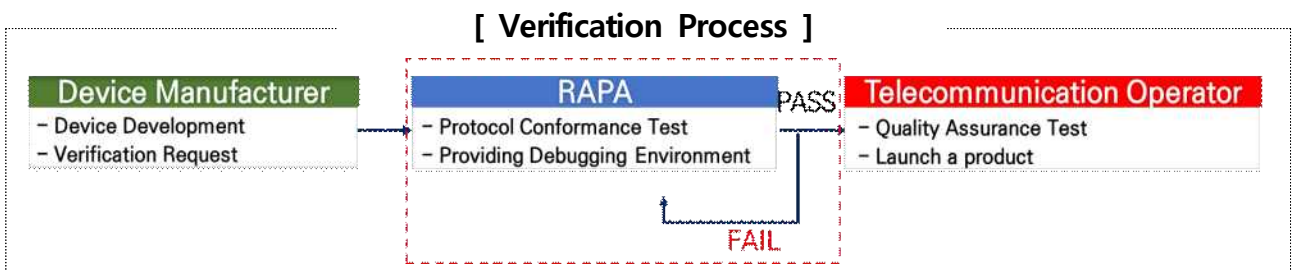 [ Verification Process ]
Device Manufacturer
– Device Development
– Verification Request
RAPA
– Protocol Conformance Test
– Providing Debugging Environment
PASS
FAIL
Telecommunication Operator
– Quality Assurance Test
– Launch a product